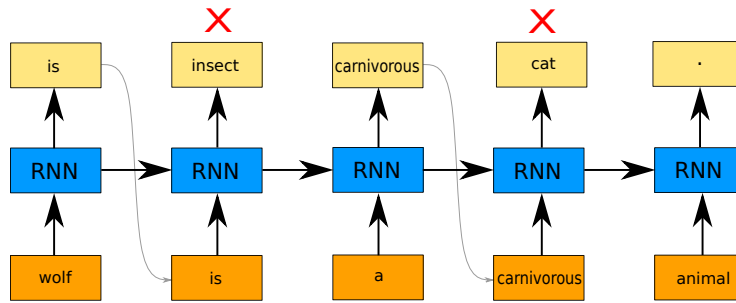 X X
is insect carnivorous cat .
RNN RNN RNN RNN RNN
wolf is a carnivorous animal